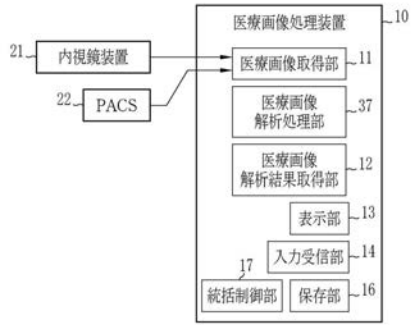 医療画像処理装置
10
21
内視鏡装置
医療画像取得部
11
22
PACS
医療画像
解析処理部
37
医療画像
解析結果取得部
12
表示部
13
入力受信部
14
17
統括制御部
保存部
16